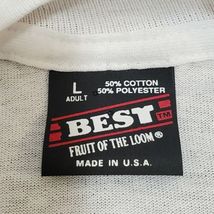 L
ADULT
50% COTTON
50% POLYESTER
BEST TM
FRUIT OF THE LOOM®
MADE IN U.S.A.